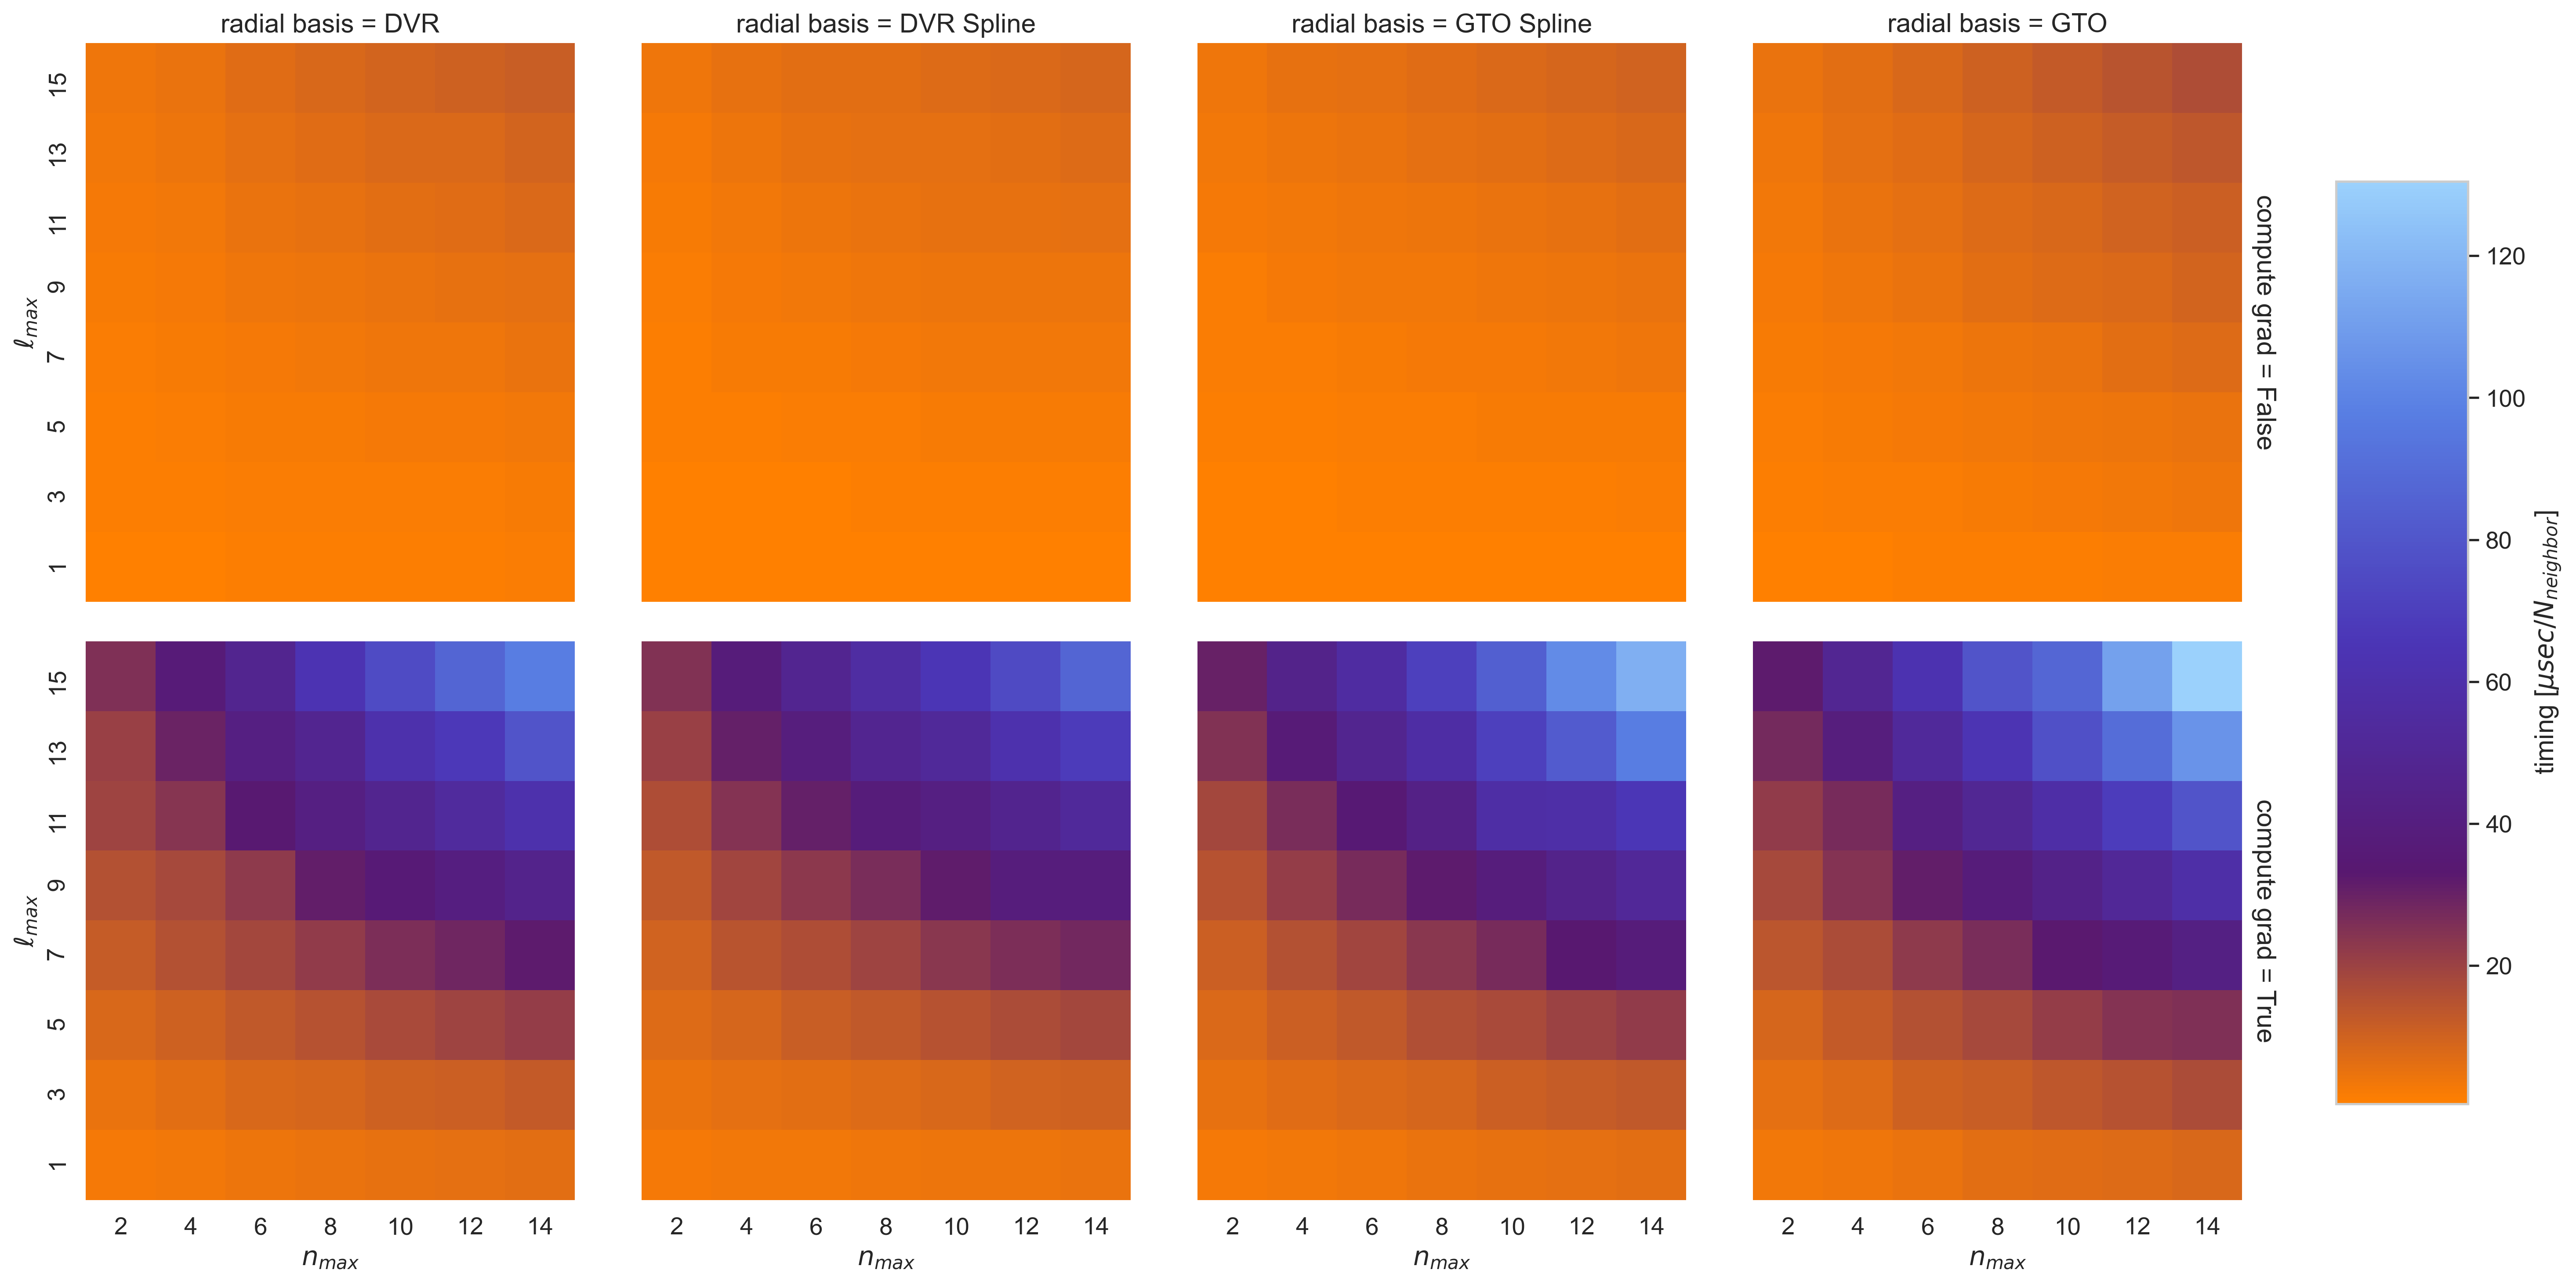 radial basis = DVR
radial basis = DVR Spline
radial basis = GTO Spline
radial basis = GTO
15
13
11
9
7
5
3
1
ℓmax
compute grad = False
15
13
11
9
7
5
3
1
ℓmax
compute grad = True
2 4 6 8 10 12 14
nmax
2 4 6 8 10 12 14
nmax
2 4 6 8 10 12 14
nmax
2 4 6 8 10 12 14
nmax
120
100
80
60
40
20
timing [μsec/Nneighbor]